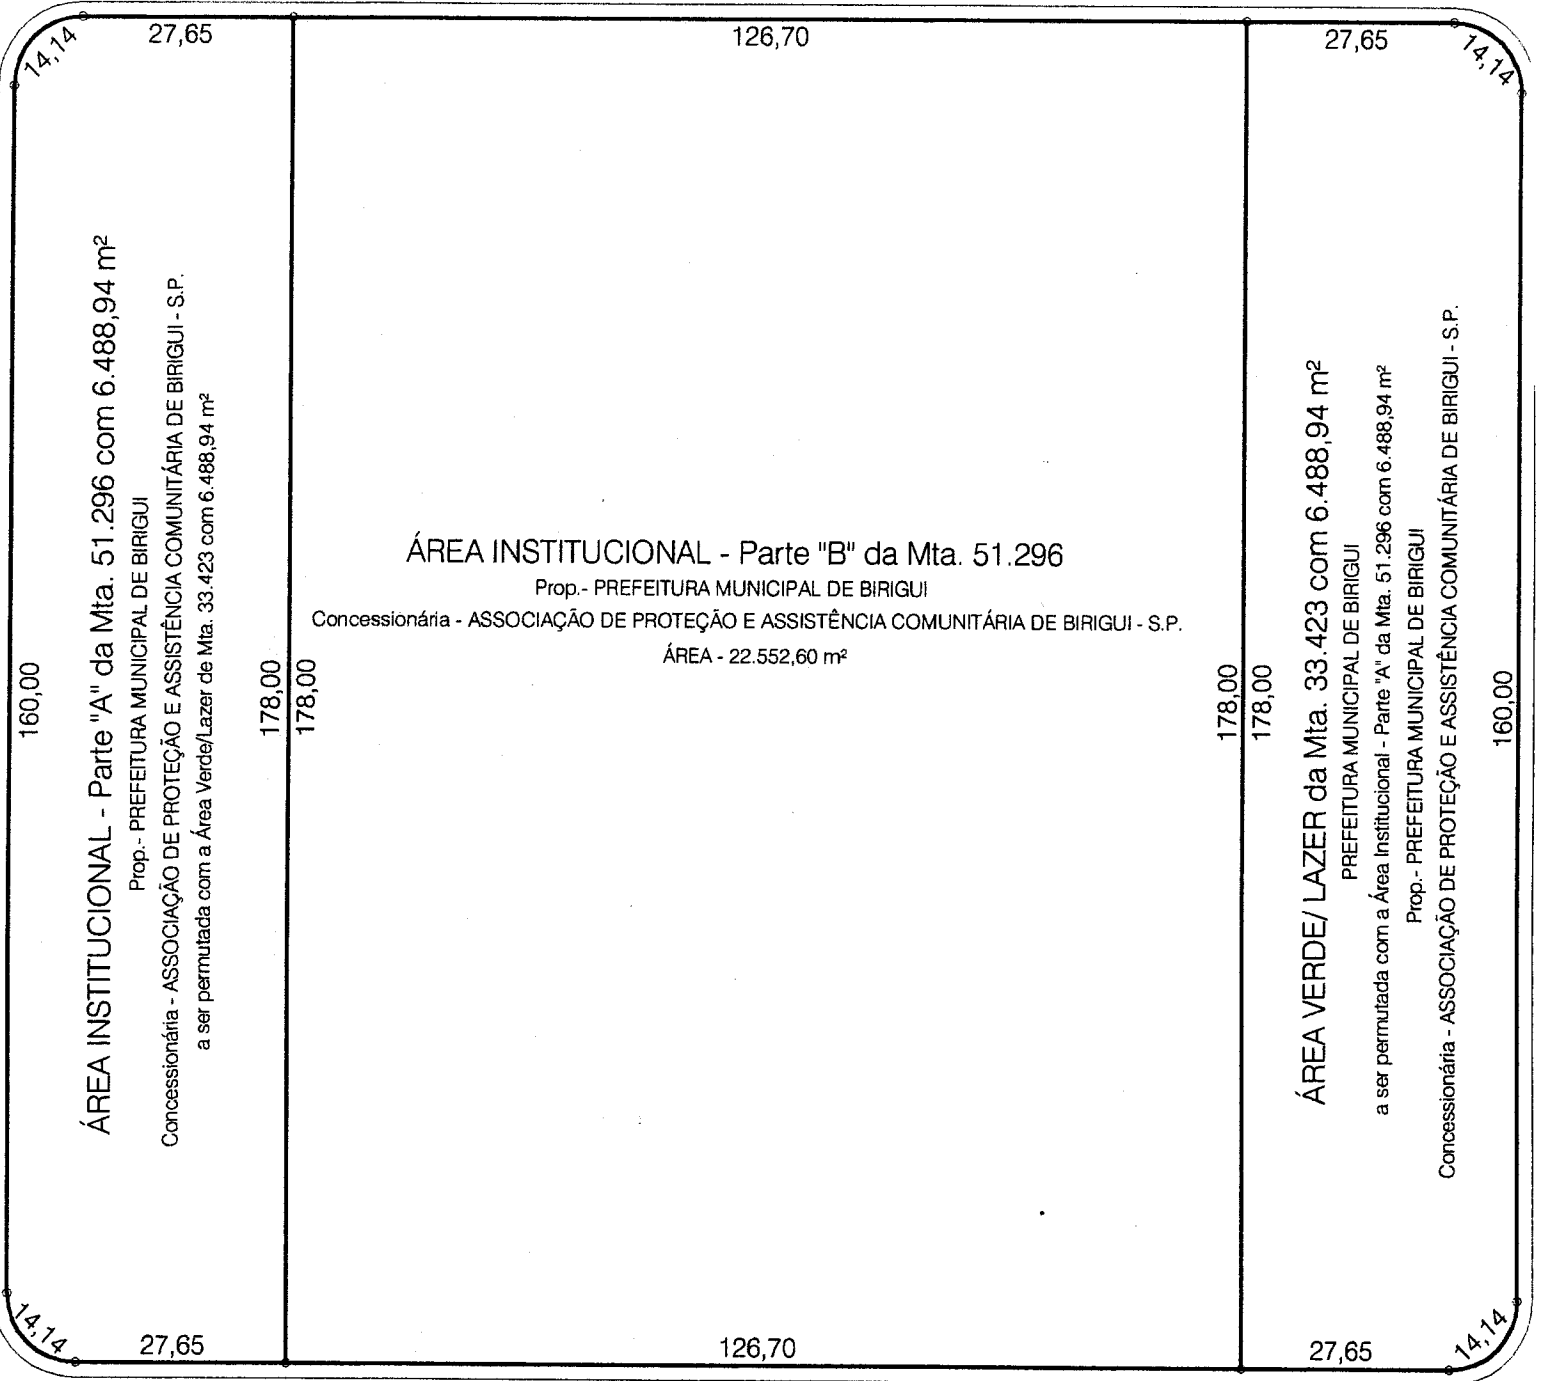 14,14
27,65
126,70
27,65
14,14
160,00
ÁREA INSTITUCIONAL - Parte "A" da Mta. 51.296 com 6.488,94 m²
Prop.- PREFEITURA MUNICIPAL DE BIRIGUI
Concessionária - ASSOCIAÇÃO DE PROTEÇÃO E ASSISTÊNCIA COMUNITÁRIA DE BIRIGUI - S.P.
a ser permutada com a Área Verde/Lazer de Mta. 33.423 com 6.488,94 m²
178,00
178,00
ÁREA INSTITUCIONAL - Parte "B" da Mta. 51.296
Prop.- PREFEITURA MUNICIPAL DE BIRIGUI
Concessionária - ASSOCIAÇÃO DE PROTEÇÃO E ASSISTÊNCIA COMUNITÁRIA DE BIRIGUI - S.P.
ÁREA - 22.552,60 m²
178,00
178,00
ÁREA VERDE/ LAZER da Mta. 33.423 com 6.488,94 m²
PREFEITURA MUNICIPAL DE BIRIGUI
a ser permutada com a Área Institucional - Parte "A" da Mta. 51.296 com 6.488,94 m²
Prop.- PREFEITURA MUNICIPAL DE BIRIGUI
Concessionária - ASSOCIAÇÃO DE PROTEÇÃO E ASSISTÊNCIA COMUNITÁRIA DE BIRIGUI - S.P.
160,00
14,14
27,65
126,70
27,65
14,14